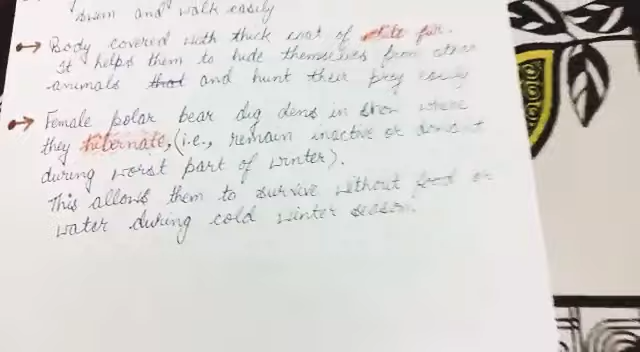 swim and walk easily
Body covered with thick coat of white fur.
It helps them to hide themselves from other
animals that and hunt their prey easily
Female polar bear dig dens in snow where
they hibernate, (i.e., remain inactive or dormant
during worst part of winter).
This allows them to survive without food or
water during cold winter season.